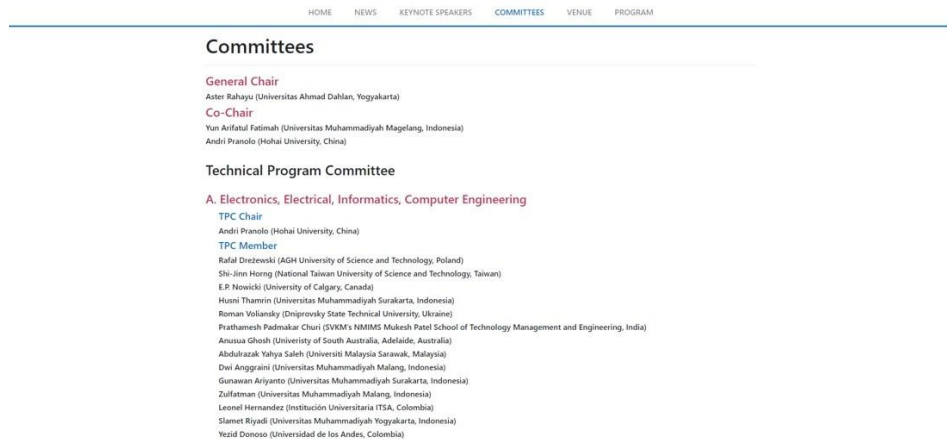 HOME NEWS KEYNOTE SPEAKERS COMMITTEES VENUE PROGRAM
Committees
General Chair
Aster Rahayu (Universitas Ahmad Dahlan, Yogyakarta)
Co-Chair
Yun Arifatul Fatimah (Universitas Muhammadiyah Magelang, Indonesia)
Andri Pranolo (Hohai University, China)
Technical Program Committee
A. Electronics, Electrical, Informatics, Computer Engineering
TPC Chair
Andri Pranolo (Hohai University, China)
TPC Member
Rafał Dreżewski (AGH University of Science and Technology, Poland)
Shi-Jinn Horng (National Taiwan University of Science and Technology, Taiwan)
E.P. Nowicki (University of Calgary, Canada)
Husni Thamrin (Universitas Muhammadiyah Surakarta, Indonesia)
Roman Voliansky (Dniprovsky State Technical University, Ukraine)
Prathamesh Padmakar Churi (SVKM's NMIMS Mukesh Patel School of Technology Management and Engineering, India)
Anusua Ghosh (Univeristy of South Australia, Adelaide, Australia)
Abdulrazak Yahya Saleh (Universiti Malaysia Sarawak, Malaysia)
Dwi Anggraini (Universitas Muhammadiyah Malang, Indonesia)
Gunawan Ariyanto (Universitas Muhammadiyah Surakarta, Indonesia)
Zulfatman (Universitas Muhammadiyah Malang, Indonesia)
Leonel Hernandez (Institución Universitaria ITSA, Colombia)
Slamet Riyadi (Universitas Muhammadiyah Yogyakarta, Indonesia)
Yezid Donoso (Universidad de los Andes, Colombia)